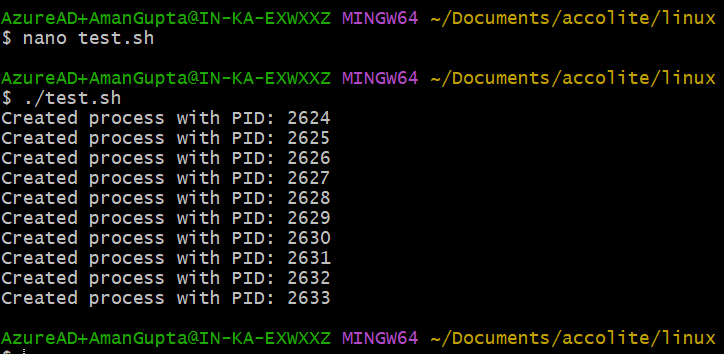 AzureAD+AmanGupta@IN-KA-EXWXXZ MINGW64 ~/Documents/accolite/linux
$ nano test.sh
AzureAD+AmanGupta@IN-KA-EXWXXZ MINGW64 ~/Documents/accolite/linux
$ ./test.sh
Created process with PID: 2624
Created process with PID: 2625
Created process with PID: 2626
Created process with PID: 2627
Created process with PID: 2628
Created process with PID: 2629
Created process with PID: 2630
Created process with PID: 2631
Created process with PID: 2632
Created process with PID: 2633
AzureAD+AmanGupta@IN-KA-EXWXXZ MINGW64 ~/Documents/accolite/linux
$